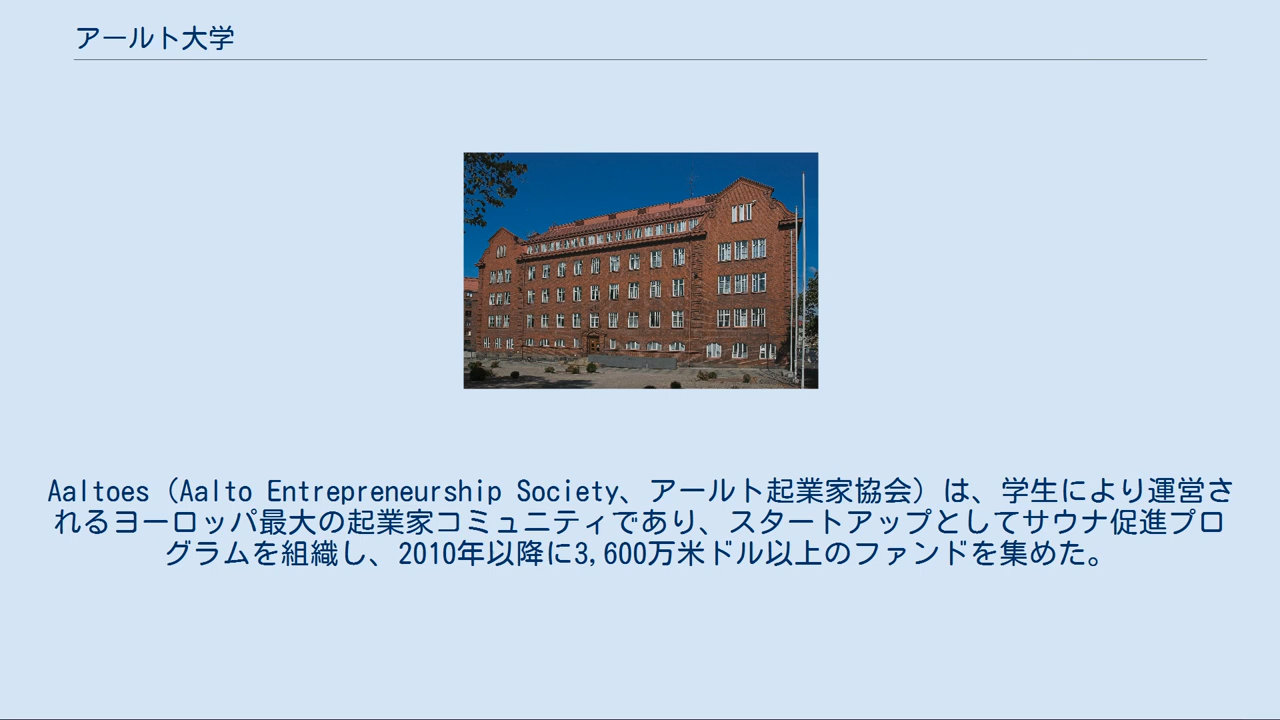 アールト大学
Aaltoes（Aalto Entrepreneurship Society、アールト起業家協会）は、学生により運営さ
れるヨーロッパ最大の起業家コミュニティであり、スタートアップとしてサウナ促進プロ
グラムを組織し、2010年以降に3,600万米ドル以上のファンドを集めた。